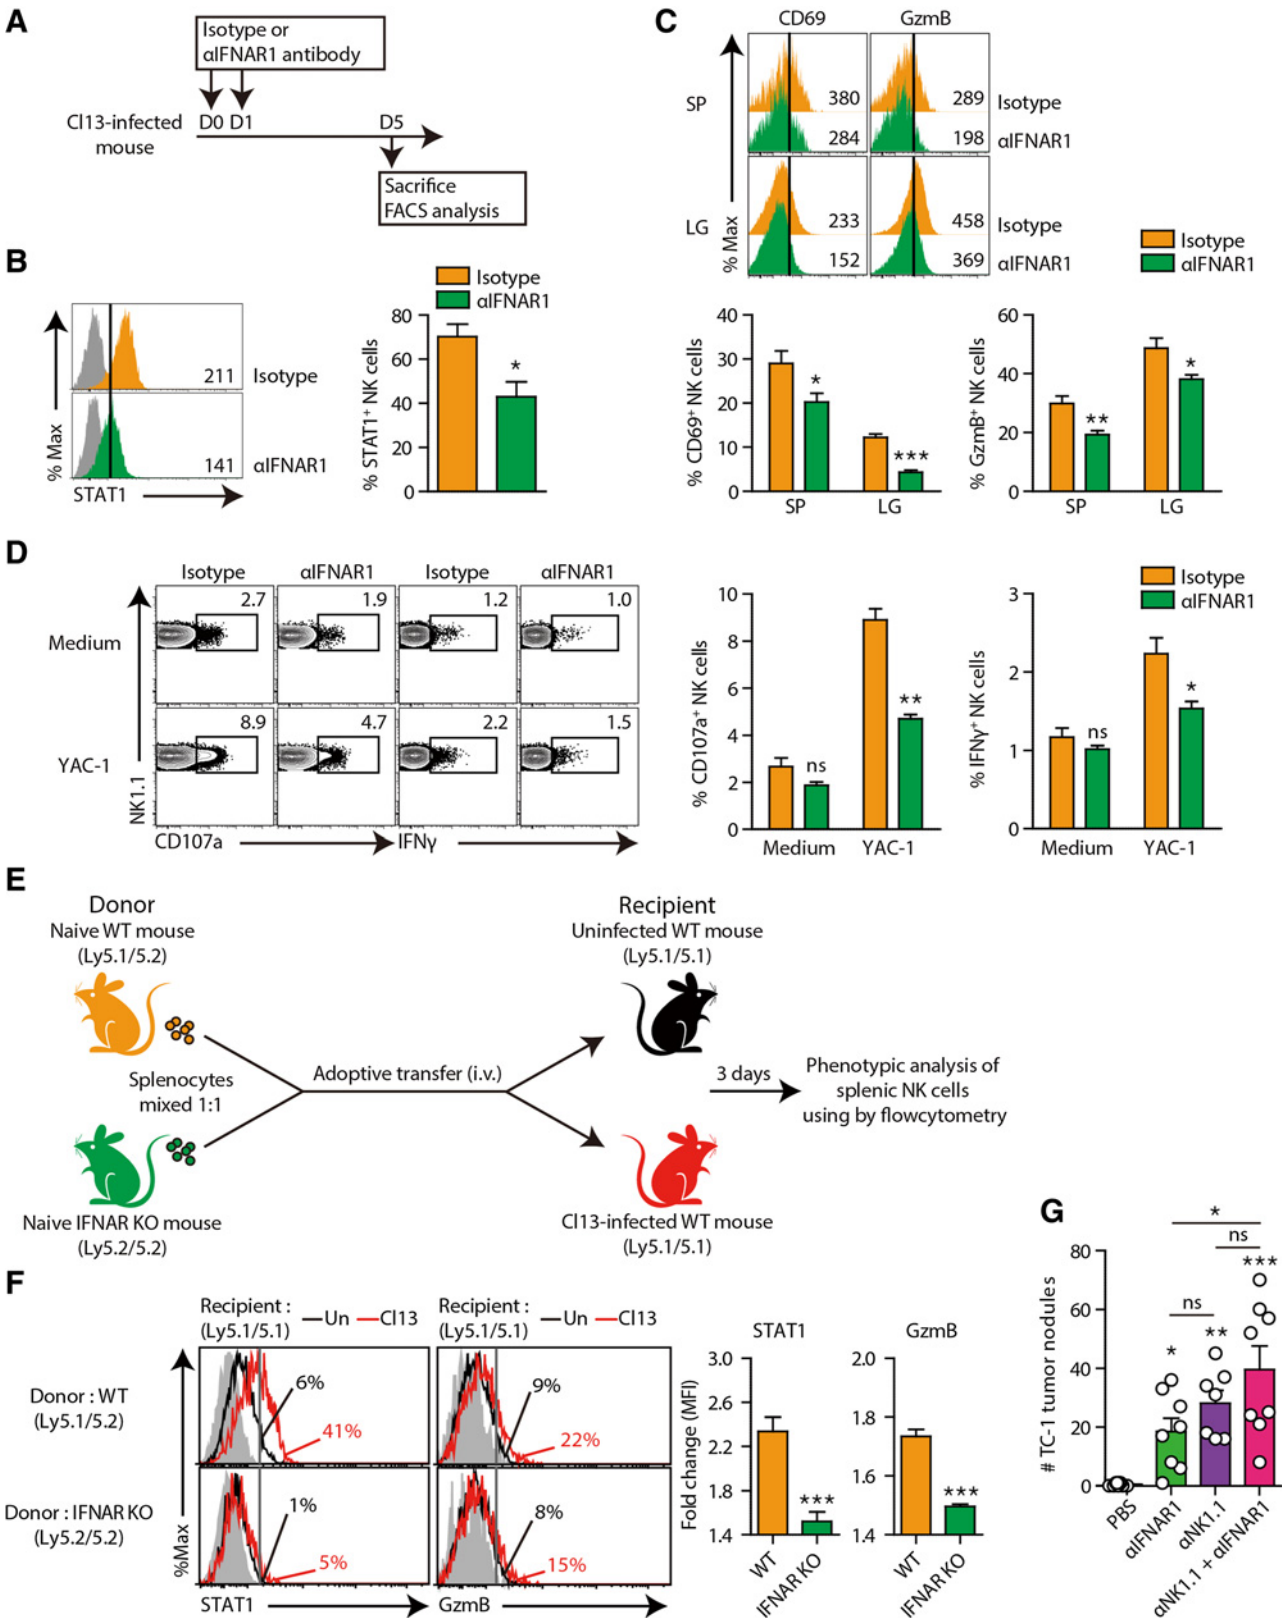 A
Isotype or
αIFNAR1 antibody
Cl13-infected
mouse
D0 D1
D5
Sacrifice
FACS analysis
B
% Max
211
Isotype
141
αIFNAR1
STAT1
Isotype
αIFNAR1
% STAT1⁺ NK cells
80
60
40
20
0
*
C
CD69
GzmB
% Max
SP
380
289
Isotype
284
198
αIFNAR1
LG
233
458
Isotype
152
369
αIFNAR1
Isotype
αIFNAR1
% CD69⁺ NK cells
40
30
20
10
0
*
***
SP
LG
% GzmB⁺ NK cells
60
40
20
0
**
*
SP
LG
D
Isotype
αIFNAR1
Isotype
αIFNAR1
Medium
2.7
1.9
1.2
1.0
YAC-1
8.9
4.7
2.2
1.5
NK1.1
CD107a
IFNγ
% CD107a⁺ NK cells
10
8
6
4
2
0
ns
**
Medium
YAC-1
Isotype
αIFNAR1
% IFNγ⁺ NK cells
3
2
1
0
ns
*
Medium
YAC-1
E
Donor
Naive WT mouse
(Ly5.1/5.2)
Splenocytes
mixed 1:1
Naive IFNAR KO mouse
(Ly5.2/5.2)
Adoptive transfer (i.v.)
Recipient
Uninfected WT mouse
(Ly5.1/5.1)
Cl13-infected WT mouse
(Ly5.1/5.1)
3 days
Phenotypic analysis of
splenic NK cells
using by flowcytometry
F
Recipient :
(Ly5.1/5.1)
Un
Cl13
Recipient :
(Ly5.1/5.1)
Un
Cl13
Donor : WT
(Ly5.1/5.2)
6%
41%
9%
22%
Donor : IFNAR KO
(Ly5.2/5.2)
1%
5%
8%
15%
%Max
STAT1
GzmB
STAT1
Fold change (MFI)
3.0
2.6
2.2
1.8
1.4
***
WT
IFNAR KO
GzmB
2.0
1.8
1.6
1.4
***
WT
IFNAR KO
G
# TC-1 tumor nodules
80
60
40
20
0
*
ns
***
ns
**
*
PBS
αIFNAR1
αNK1.1
αNK1.1 + αIFNAR1